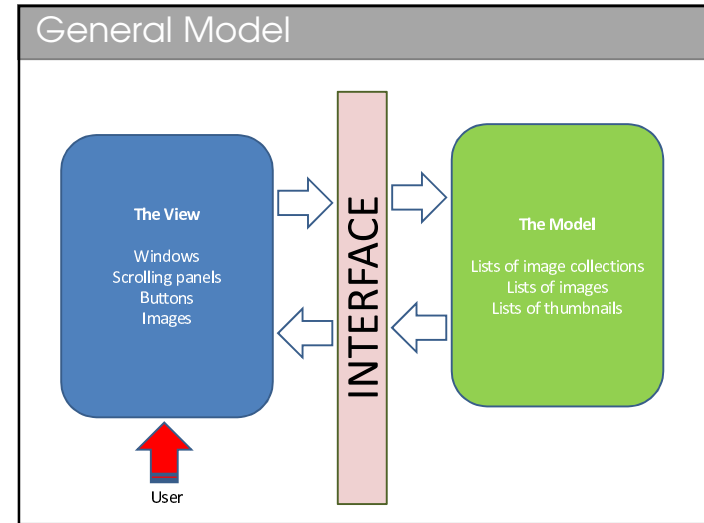 General Model
The View
Windows
Scrolling panels
Buttons
Images
INTERFACE
The Model
Lists of image collections
Lists of images
Lists of thumbnails
User